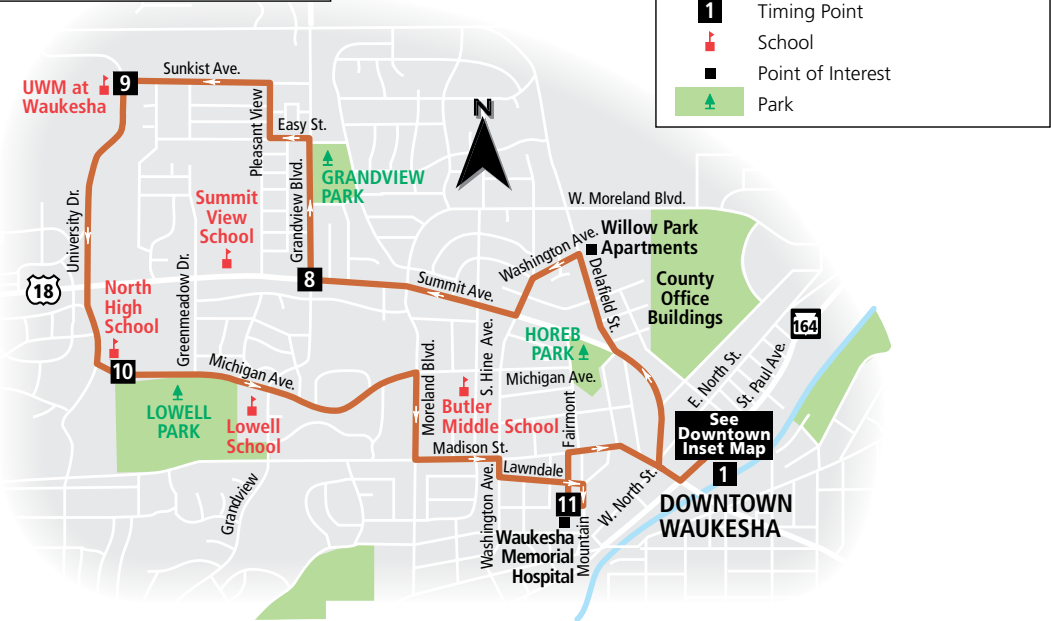 1
Timing Point
School
Point of Interest
Park
Sunkist Ave.
9
UWM at
Waukesha
Pleasant View
Easy St.
N
GRANDVIEW
PARK
Grandview Blvd.
W. Moreland Blvd.
Summit
View
School
University Dr.
Willow Park
Apartments
Washington Ave.
Delafield St.
County
Office
Buildings
8
Summit Ave.
18
North
High
School
Greenmeadow Dr.
164
HOREB
PARK
S. Hine Ave.
Moreland Blvd.
E. North St.
St. Paul Ave.
10
Michigan Ave.
Michigan Ave.
LOWELL
PARK
Lowell
School
Butler
Middle School
Fairmont
See
Downtown
Inset Map
1
DOWNTOWN
WAUKESHA
Madison St.
Lawndale
Washington Ave.
W. North St.
Grandview
11
Waukesha
Memorial
Hospital
Mountain